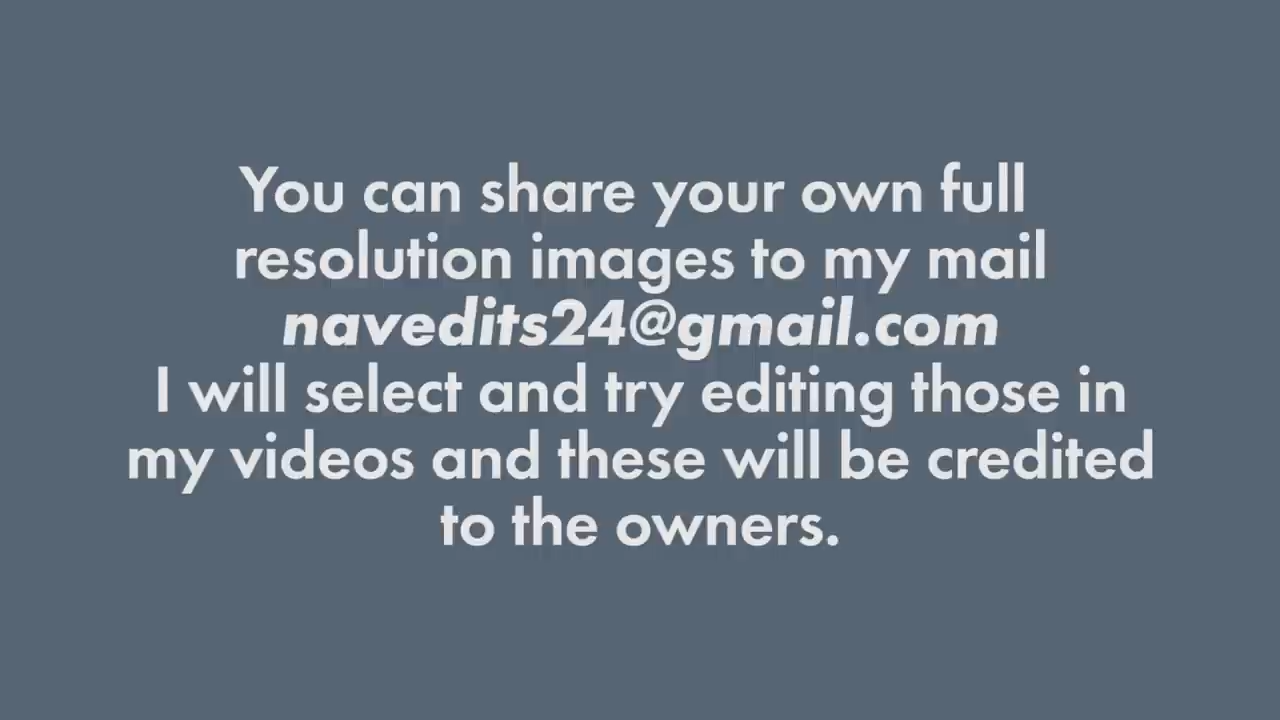 You can share your own full
resolution images to my mail
navedits24@gmail.com
I will select and try editing those in
my videos and these will be credited
to the owners.